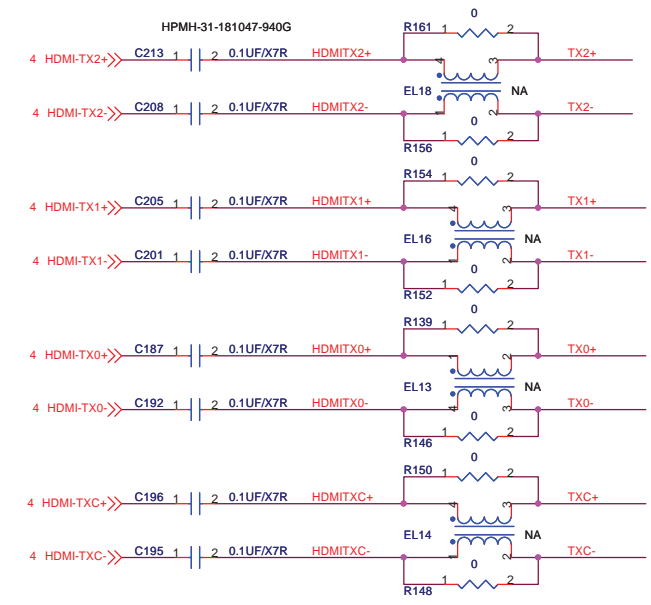 0
HPMH-31-181047-940G
R161 1 2
4 HDMI-TX2+ C213 1 2 0.1UF/X7R HDMITX2+ 4 3 TX2+
EL18 NA
4 HDMI-TX2- C208 1 2 0.1UF/X7R HDMITX2- 1 2 TX2-
0
1 2
R156
0
R154 1 2
4 HDMI-TX1+ C205 1 2 0.1UF/X7R HDMITX1+ 4 3 TX1+
EL16 NA
4 HDMI-TX1- C201 1 2 0.1UF/X7R HDMITX1- 1 2 TX1-
0
1 2
R152
0
R139 1 2
4 HDMI-TX0+ C187 1 2 0.1UF/X7R HDMITX0+ 1 2 TX0+
EL13 NA
4 HDMI-TX0- C192 1 2 0.1UF/X7R HDMITX0- 4 3 TX0-
0
1 2
R146
0
R150 1 2
4 HDMI-TXC+ C196 1 2 0.1UF/X7R HDMITXC+ 4 3 TXC+
EL14 NA
4 HDMI-TXC- C195 1 2 0.1UF/X7R HDMITXC- 1 2 TXC-
0
1 2
R148